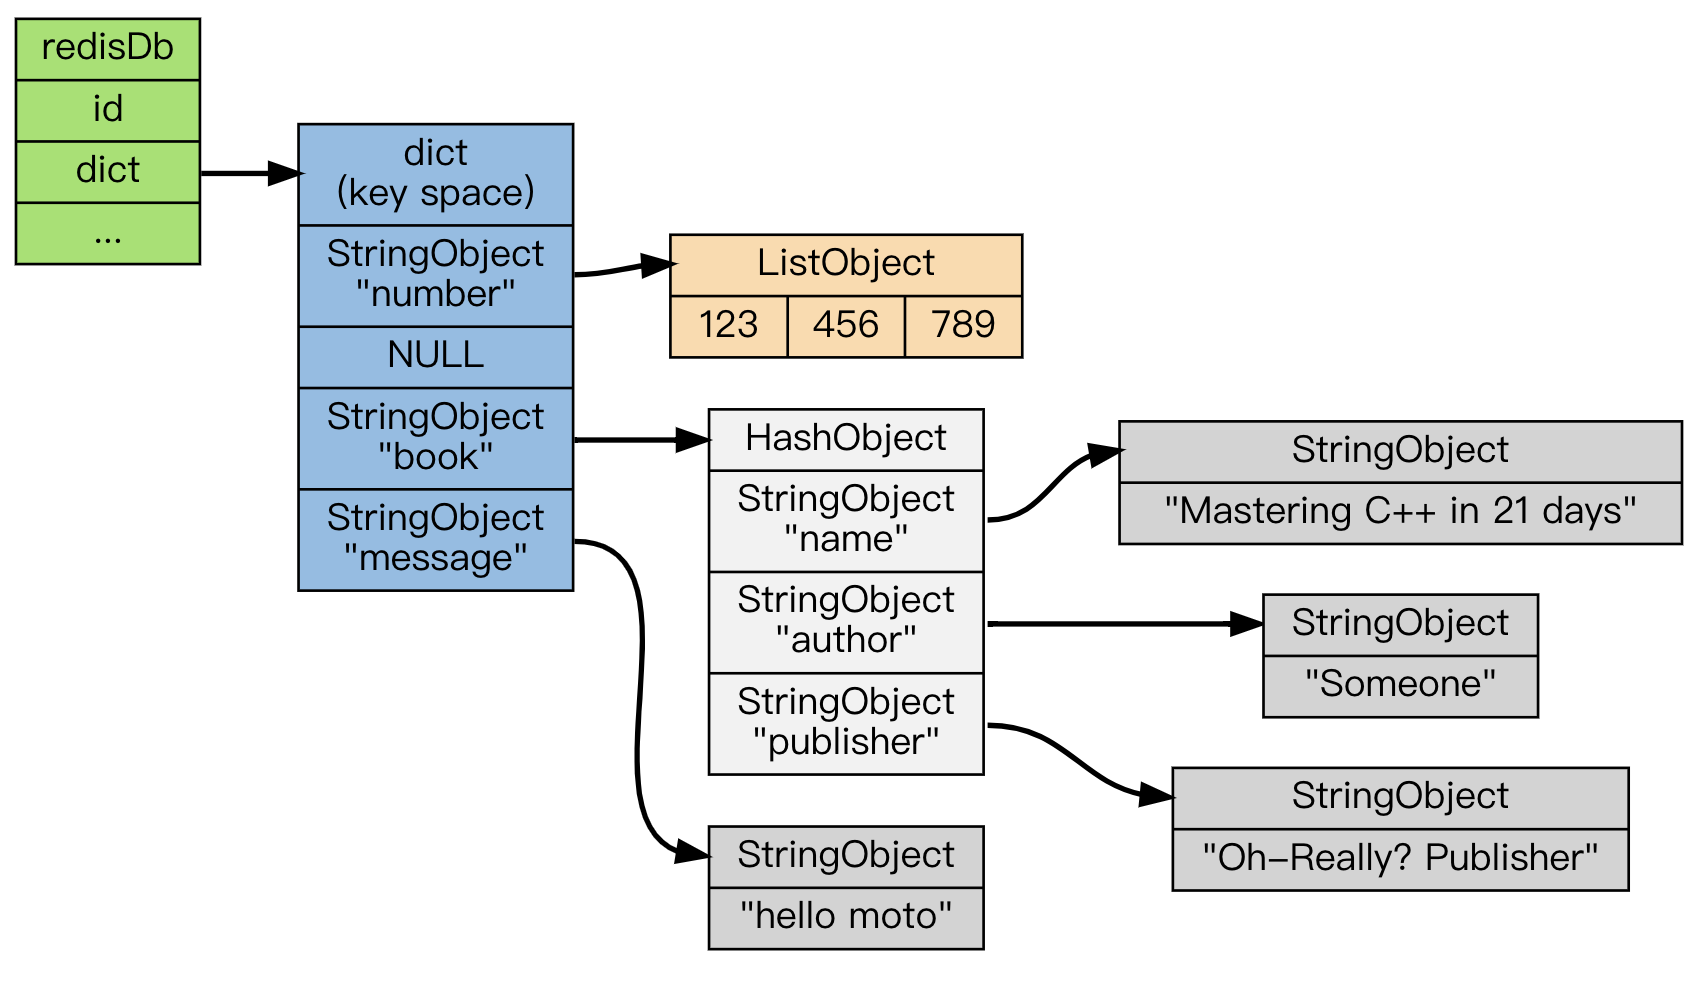 redisDb
id
dict
...
dict
(key space)
StringObject
"number"
NULL
StringObject
"book"
StringObject
"message"
ListObject
123 456 789
HashObject
StringObject
"name"
StringObject
"author"
StringObject
"publisher"
StringObject
"hello moto"
StringObject
"Mastering C++ in 21 days"
StringObject
"Someone"
StringObject
"Oh–Really? Publisher"